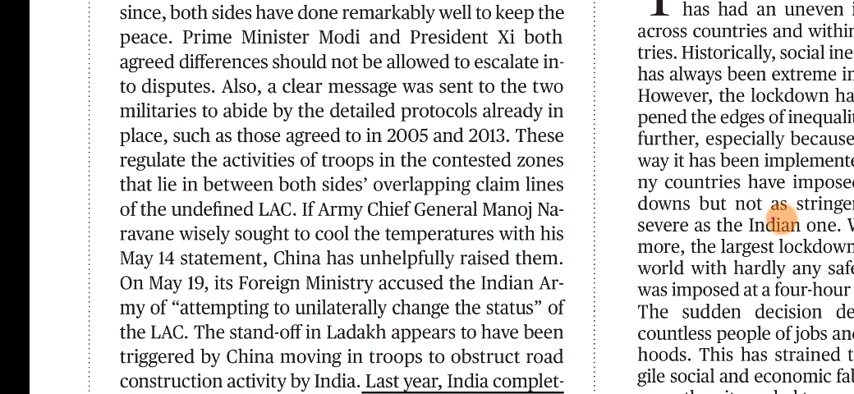 since, both sides have done remarkably well to keep the
peace. Prime Minister Modi and President Xi both
agreed differences should not be allowed to escalate in-
to disputes. Also, a clear message was sent to the two
militaries to abide by the detailed protocols already in
place, such as those agreed to in 2005 and 2013. These
regulate the activities of troops in the contested zones
that lie in between both sides’ overlapping claim lines
of the undefined LAC. If Army Chief General Manoj Na-
ravane wisely sought to cool the temperatures with his
May 14 statement, China has unhelpfully raised them.
On May 19, its Foreign Ministry accused the Indian Ar-
my of “attempting to unilaterally change the status” of
the LAC. The stand-off in Ladakh appears to have been
triggered by China moving in troops to obstruct road
construction activity by India. Last year, India complet-
has had an uneven
across countries and within
tries. Historically, social ine
has always been extreme in
However, the lockdown ha
pened the edges of inequali
further, especially because
way it has been implemente
ny countries have imposed
downs but not as stringen
severe as the Indian one. W
more, the largest lockdown
world with hardly any safe
was imposed at a four-hour
The sudden decision de
countless people of jobs and
hoods. This has strained t
gile social and economic fab